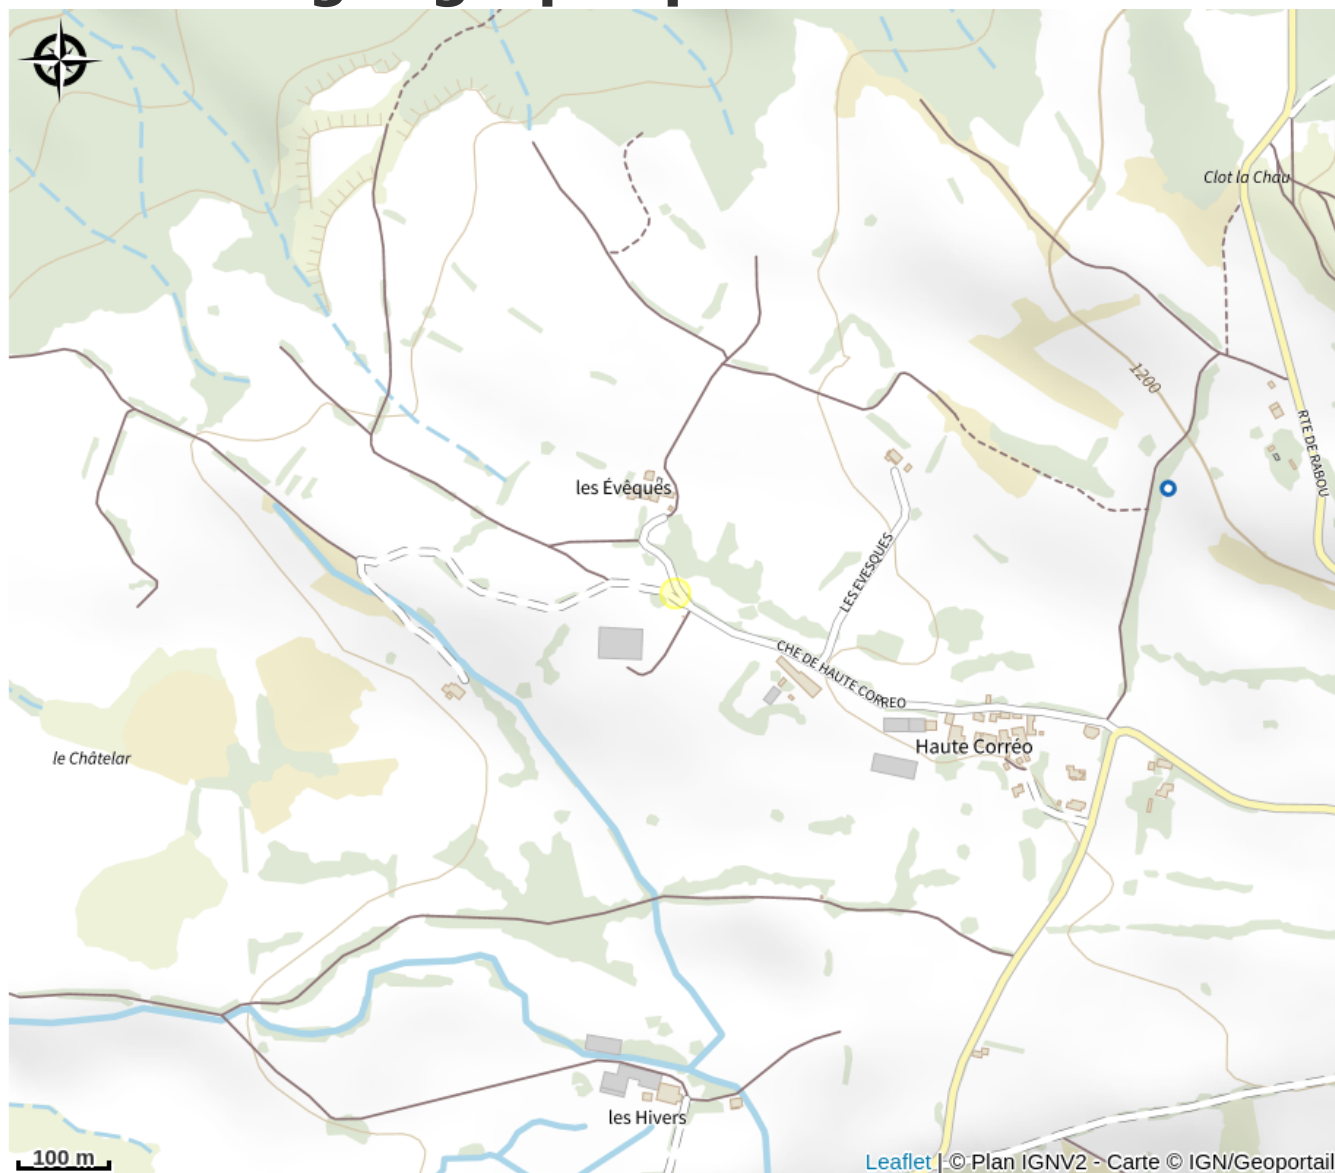 Clot la Chau
1200
RTE DE RABOU
les Évêques
LES EVESQUES
CHE DE HAUTE CORREO
Haute Corréo
le Châtelar
les Hivers
100 m
Leaflet | © Plan IGNV2 - Carte © IGN/Geoportail